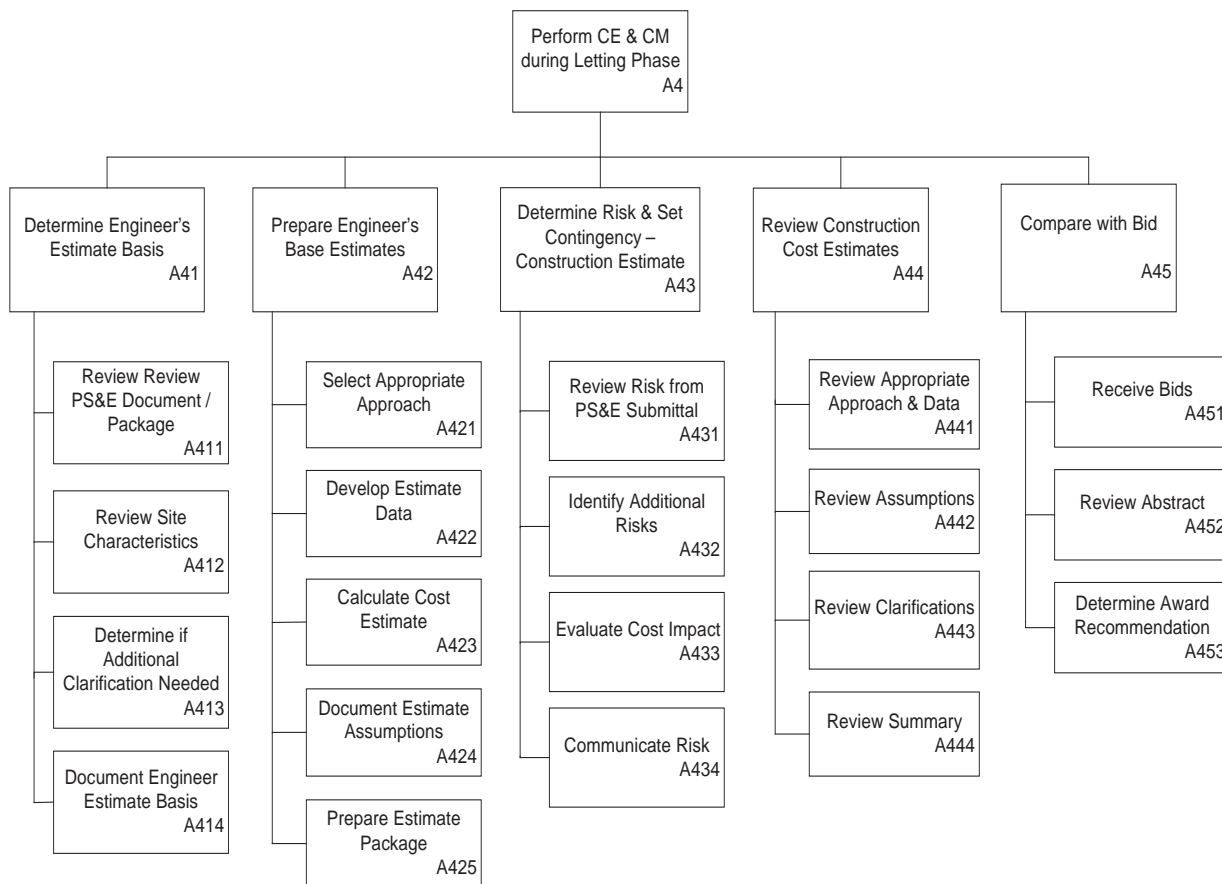 Perform CE & CM
during Letting Phase
A4
Determine Engineer's
Estimate Basis
A41
Review Review
PS&E Document /
Package
A411
Review Site
Characteristics
A412
Determine if
Additional
Clarification Needed
A413
Document Engineer
Estimate Basis
A414
Prepare Engineer's
Base Estimates
A42
Select Appropriate
Approach
A421
Develop Estimate
Data
A422
Calculate Cost
Estimate
A423
Document Estimate
Assumptions
A424
Prepare Estimate
Package
A425
Determine Risk & Set
Contingency –
Construction Estimate
A43
Review Risk from
PS&E Submittal
A431
Identify Additional
Risks
A432
Evaluate Cost Impact
A433
Communicate Risk
A434
Review Construction
Cost Estimates
A44
Review Appropriate
Approach & Data
A441
Review Assumptions
A442
Review Clarifications
A443
Review Summary
A444
Compare with Bid
A45
Receive Bids
A451
Review Abstract
A452
Determine Award
Recommendation
A453